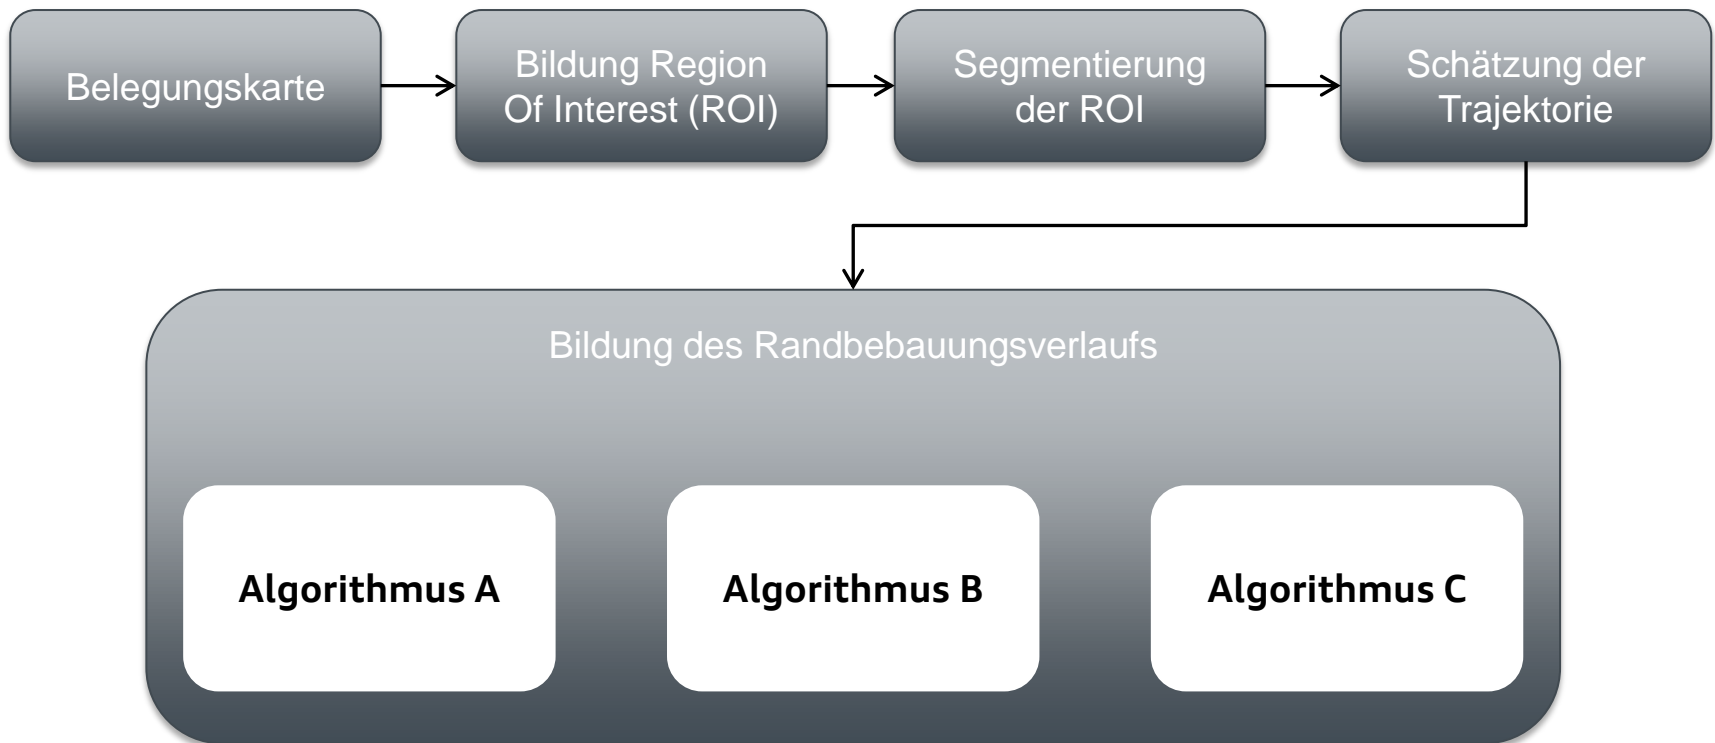 Belegungskarte
Bildung Region
Of Interest (ROI)
Segmentierung
der ROI
Schätzung der
Trajektorie
Bildung des Randbebauungsverlaufs
Algorithmus A
Algorithmus B
Algorithmus C